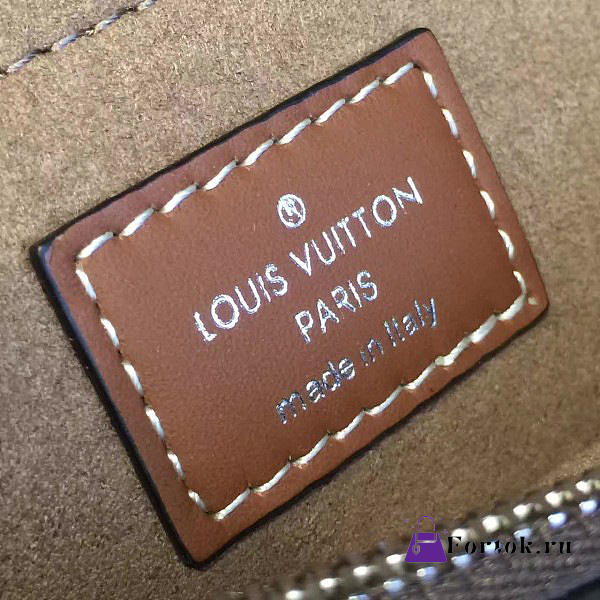 ®
LOUIS VUITTON
PARIS
made in Italy
Fortok.ru